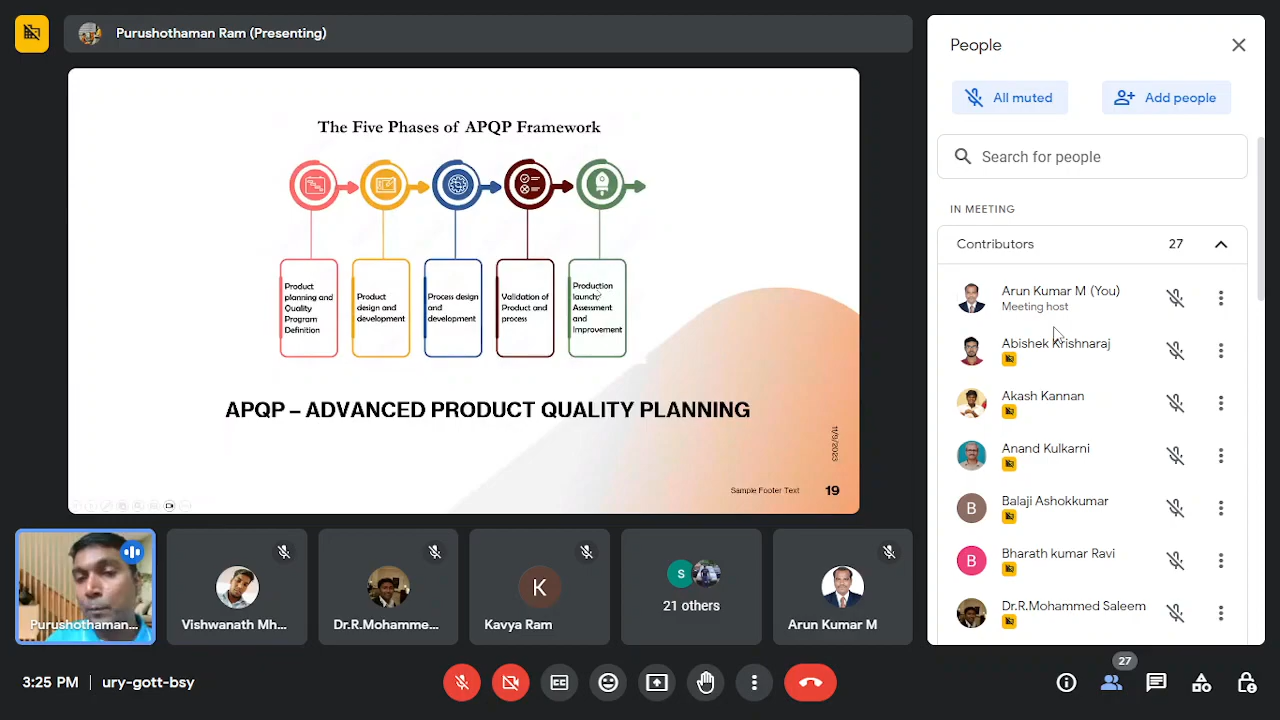 Purushothaman Ram (Presenting)
The Five Phases of APQP Framework
Product
planning and
Quality
Program
Definition
Product
design and
development
Process design
and
development
Validation of
Product and
process
Production
launch,
Assessment
and
Improvement
APQP – ADVANCED PRODUCT QUALITY PLANNING
11/9/2023
Sample Footer Text
19
Purushothaman...
Vishwanath Mh...
Dr.R.Mohamme...
K
Kavya Ram
S
21 others
Arun Kumar M
3:25 PM
ury-gott-bsy
People
All muted
Add people
Search for people
IN MEETING
Contributors
27
Arun Kumar M (You)
Meeting host
Abishek Krishnaraj
Akash Kannan
Anand Kulkarni
B
Balaji Ashokkumar
B
Bharath kumar Ravi
Dr.R.Mohammed Saleem
27